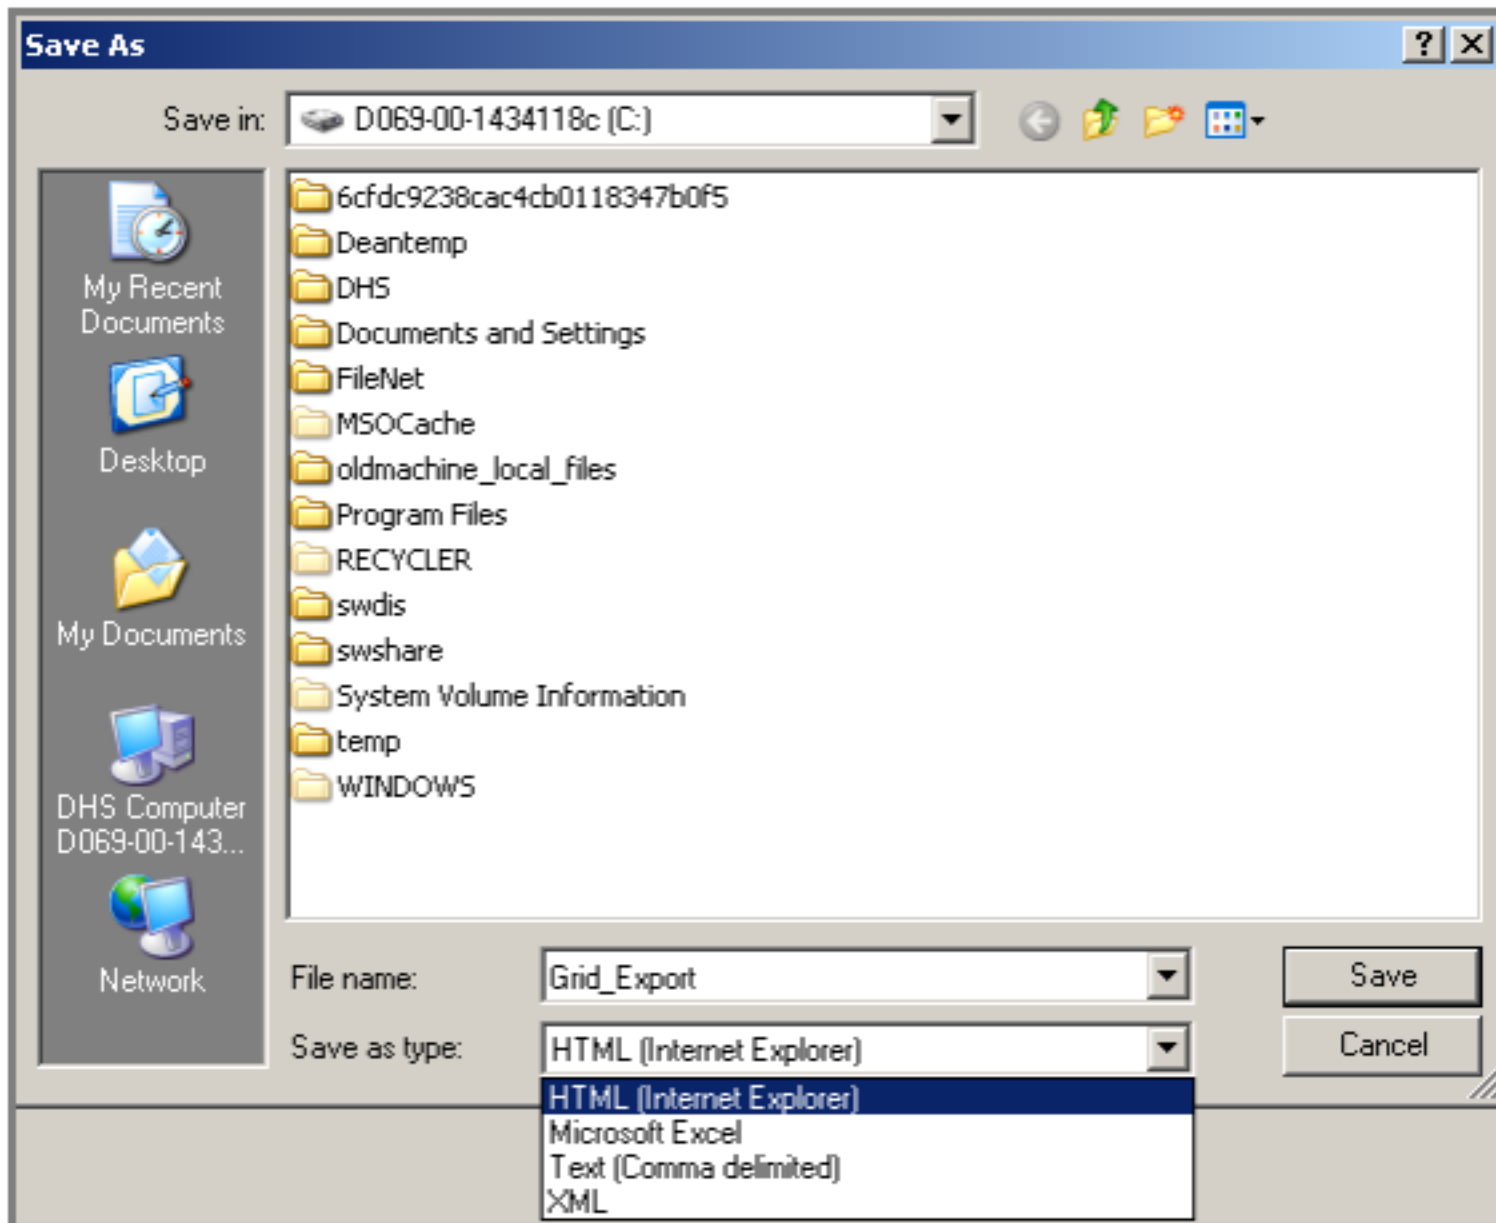 Save As
Save in:
D069-00-1434118c (C:)
My Recent
Documents
Desktop
My Documents
DHS Computer
D069-00-143...
Network
6cfdc9238cac4cb0118347b0f5
Deantemp
DHS
Documents and Settings
FileNet
MSOCache
oldmachine_local_files
Program Files
RECYCLER
swdis
swshare
System Volume Information
temp
WINDOWS
File name:
Grid_Export
Save
Save as type:
HTML (Internet Explorer)
Cancel
HTML (Internet Explorer)
Microsoft Excel
Text (Comma delimited)
XML